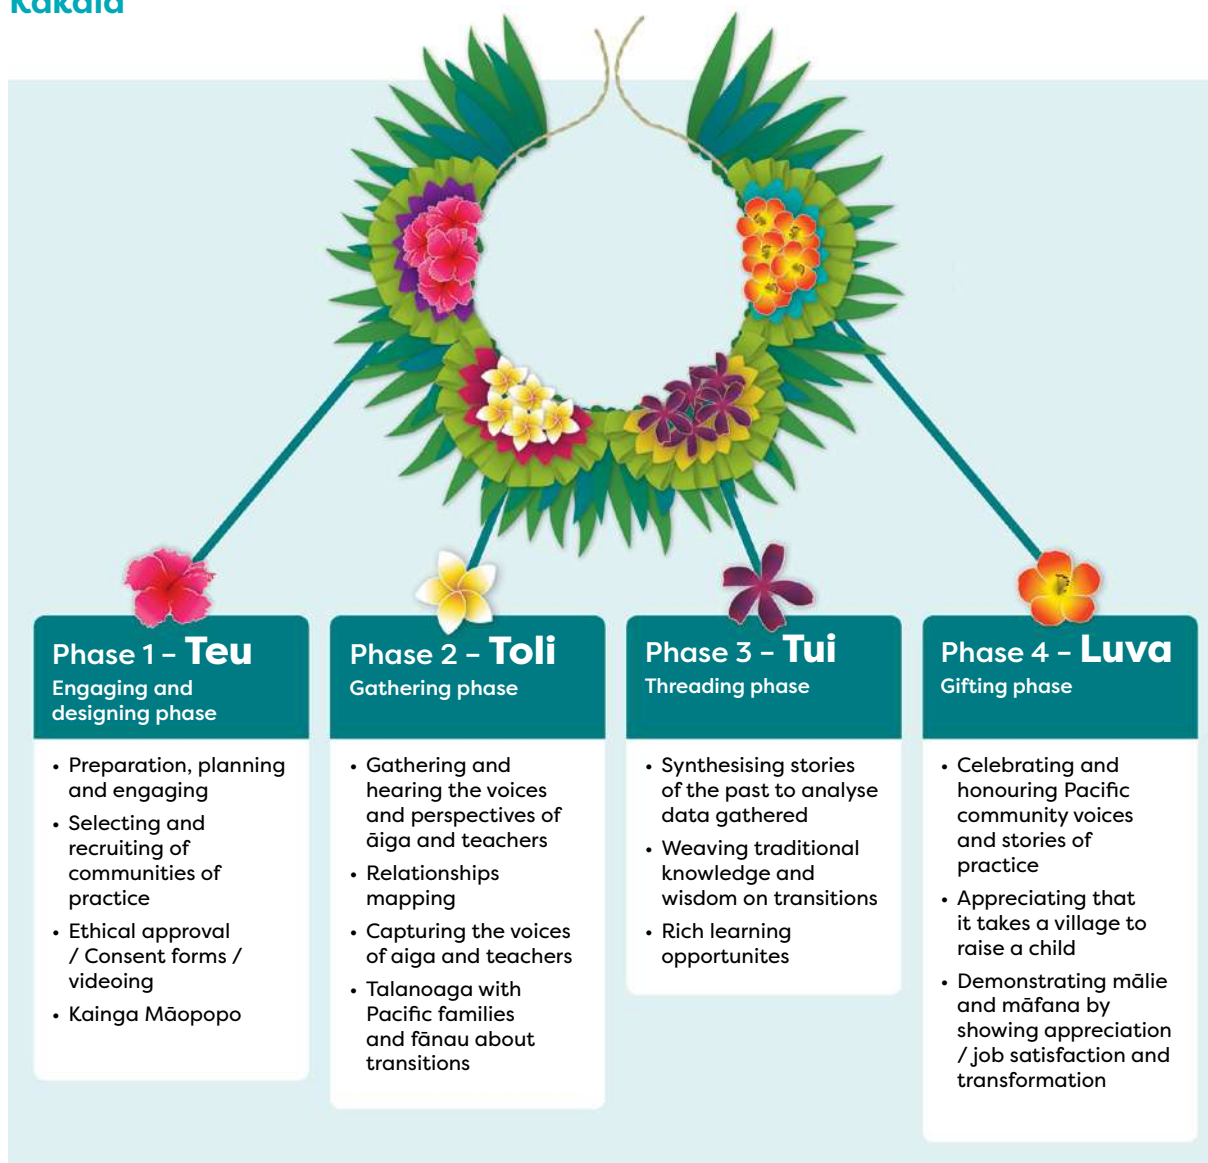 Kakala
Phase 1 – Teu
Engaging and
designing phase
• Preparation, planning
and engaging
• Selecting and
recruiting of
communities of
practice
• Ethical approval
/ Consent forms /
videoing
• Kainga Māopopo
Phase 2 – Toli
Gathering phase
• Gathering and
hearing the voices
and perspectives of
āiga and teachers
• Relationships
mapping
• Capturing the voices
of aiga and teachers
• Talanoaga with
Pacific families
and fānau about
transitions
Phase 3 – Tui
Threading phase
• Synthesising stories
of the past to analyse
data gathered
• Weaving traditional
knowledge and
wisdom on transitions
• Rich learning
opportunites
Phase 4 – Luva
Gifting phase
• Celebrating and
honouring Pacific
community voices
and stories of
practice
• Appreciating that
it takes a village to
raise a child
• Demonstrating mālie
and māfana by
showing appreciation
/ job satisfaction and
transformation